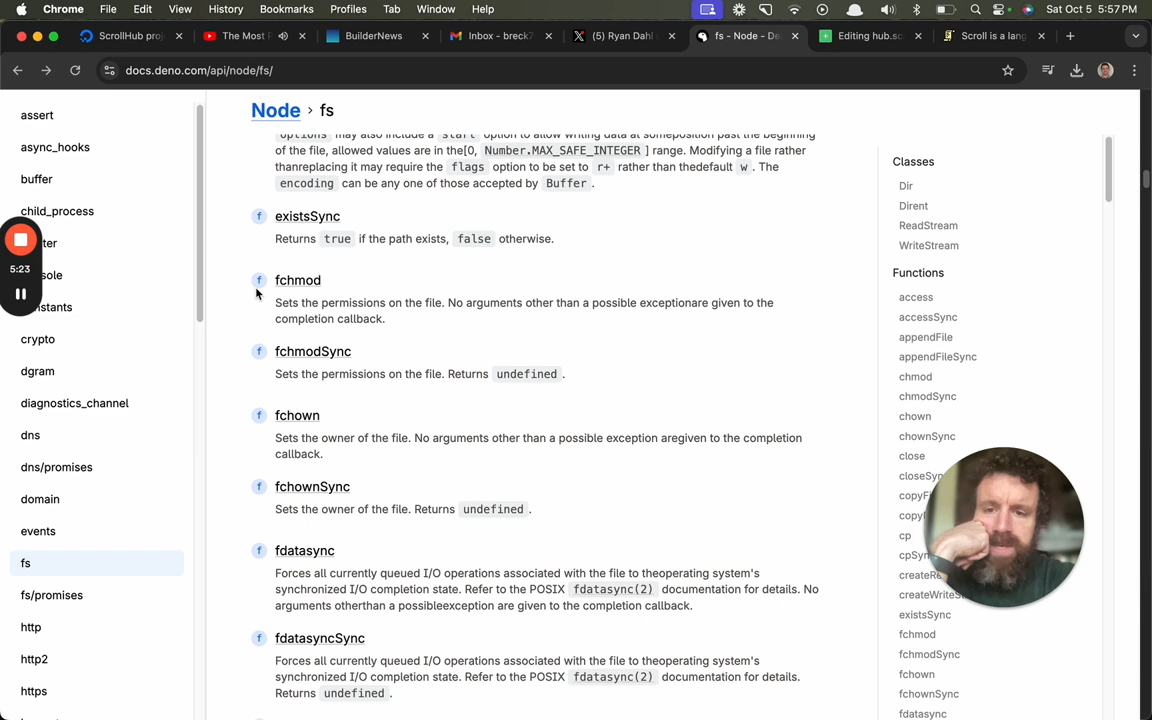 Chrome File Edit View History Bookmarks Profiles Tab Window Help Sat Oct 5 5:57 PM
ScrollHub pro The Most BuilderNews Inbox - breck7 (5) Ryan Dahl fs - Node - De Editing hub.sc Scroll is a lang
docs.deno.com/api/node/fs/
assert
async_hooks
buffer
child_process
ter
sole
nstants
crypto
dgram
diagnostics_channel
dns
dns/promises
domain
events
fs
fs/promises
http
http2
https
5:23
Node › fs
options may also include a start option to allow writing data at someposition past the beginning
of the file, allowed values are in the[0, Number.MAX_SAFE_INTEGER ] range. Modifying a file rather
thanreplacing it may require the flags option to be set to r+ rather than thedefault w . The
encoding can be any one of those accepted by Buffer .
f existsSync
Returns true if the path exists, false otherwise.
f fchmod
Sets the permissions on the file. No arguments other than a possible exceptionare given to the
completion callback.
f fchmodSync
Sets the permissions on the file. Returns undefined .
f fchown
Sets the owner of the file. No arguments other than a possible exception aregiven to the completion
callback.
f fchownSync
Sets the owner of the file. Returns undefined .
f fdatasync
Forces all currently queued I/O operations associated with the file to theoperating system's
synchronized I/O completion state. Refer to the POSIX fdatasync(2) documentation for details. No
arguments otherthan a possibleexception are given to the completion callback.
f fdatasyncSync
Forces all currently queued I/O operations associated with the file to theoperating system's
synchronized I/O completion state. Refer to the POSIX fdatasync(2) documentation for details.
Returns undefined .
Classes
Dir
Dirent
ReadStream
WriteStream
Functions
access
accessSync
appendFile
appendFileSync
chmod
chmodSync
chown
chownSync
close
closeSyn
copyFi
copy
cp
cpSyn
createRe
createWriteS
existsSync
fchmod
fchmodSync
fchown
fchownSync
fdatasync